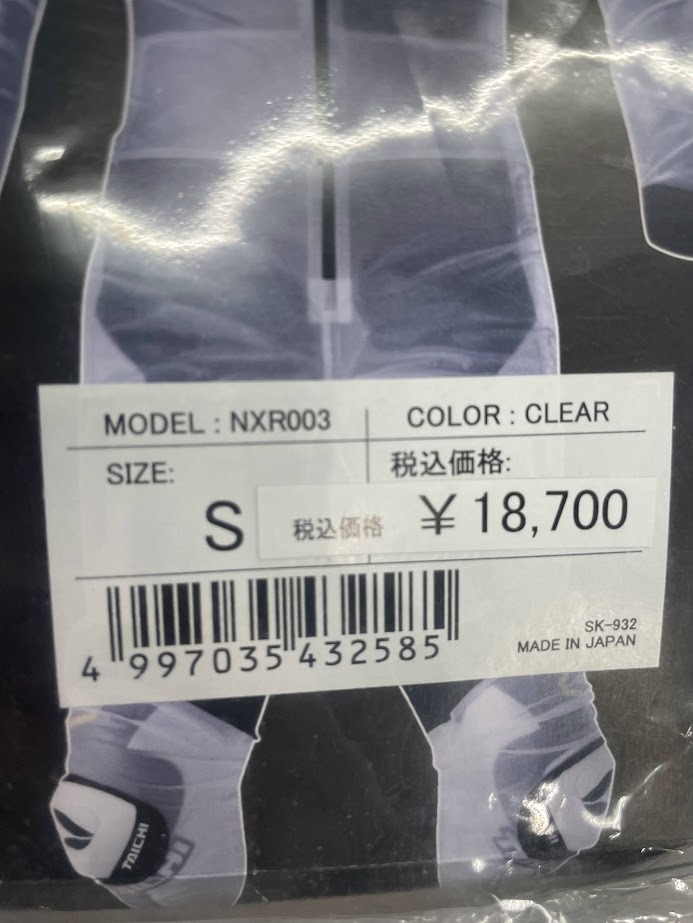 MODEL : NXR003
COLOR : CLEAR
SIZE:
S
税込価格:
税込価格 ¥ 18,700
4 997035 432585
SK-932
MADE IN JAPAN
TAICHI